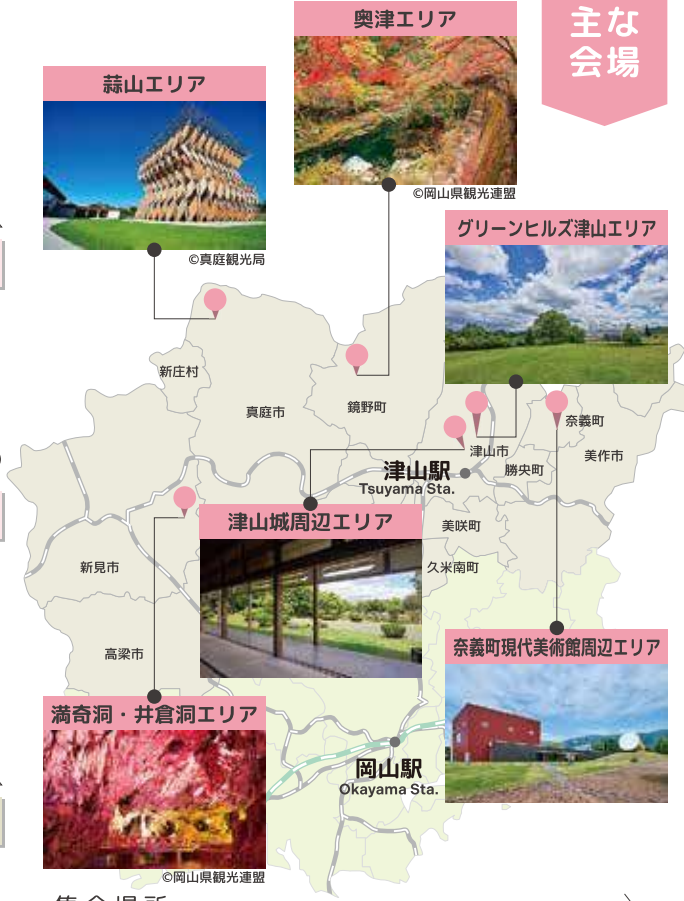 主な
会場
奥津エリア
©岡山県観光連盟
蒜山エリア
©真庭観光局
グリーンヒルズ津山エリア
新庄村
真庭市
鏡野町
奈義町
津山市
勝央町
美作市
津山駅
Tsuyama Sta.
津山城周辺エリア
美咲町
久米南町
新見市
高梁市
奈義町現代美術館周辺エリア
満奇洞・井倉洞エリア
©岡山県観光連盟
岡山駅
Okayama Sta.